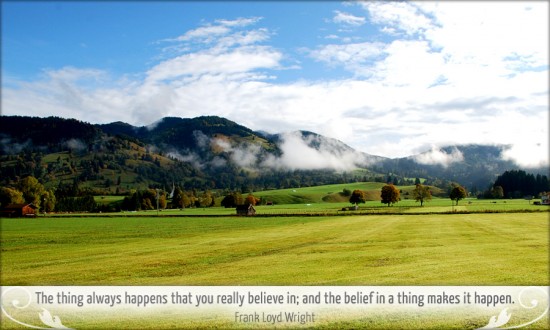 The thing always happens that you really believe in; and the belief in a thing makes it happen.
Frank Loyd Wright